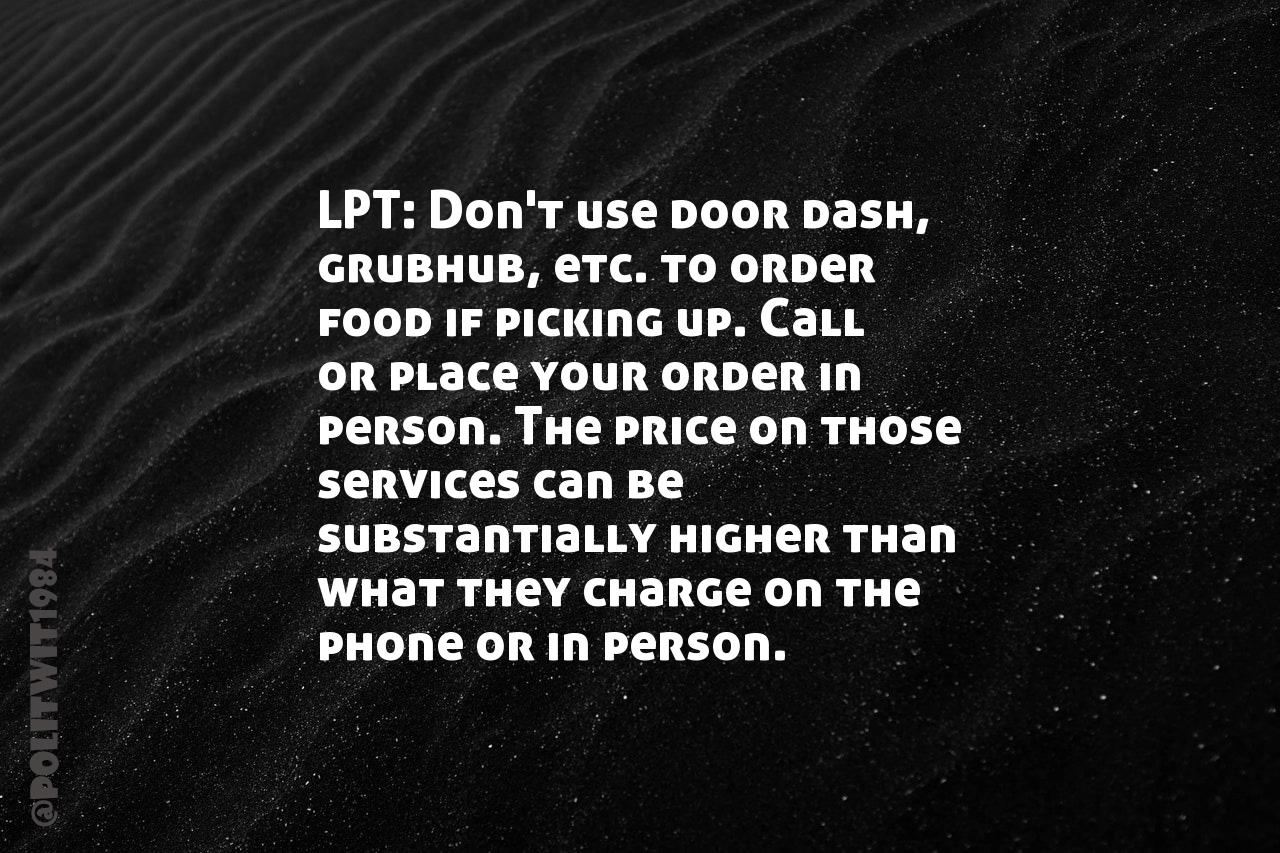 LPT: Don't use door dash,
grubhub, etc. to order
food if picking up. Call
or place your order in
person. The price on those
services can be
substantially higher than
what they charge on the
phone or in person.
@politwit1984